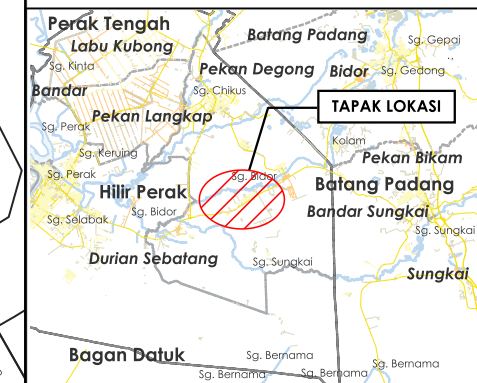 Perak Tengah
Labu Kubong
Batang Padang
Sg. Gepai
Sg. Kinta
Pekan Degong
Bidor
Sg. Gedong
Bandar
Sg. Chikus
TAPAK LOKASI
Pekan Langkap
Sg. Perak
Kolam
Sg. Keruing
Pekan Bikam
Sg. Perak
Sg. Bidor
Batang Padang
Hilir Perak
Sg. Bidor
Bandar Sungkai
Sg. Selabak
Sg. Sungkai
Durian Sebatang
Sg. Sungkai
Sungkai
Bagan Datuk
Sg. Bernama
Sg. Bernama
Sg. Bernama
Sg. Bernama